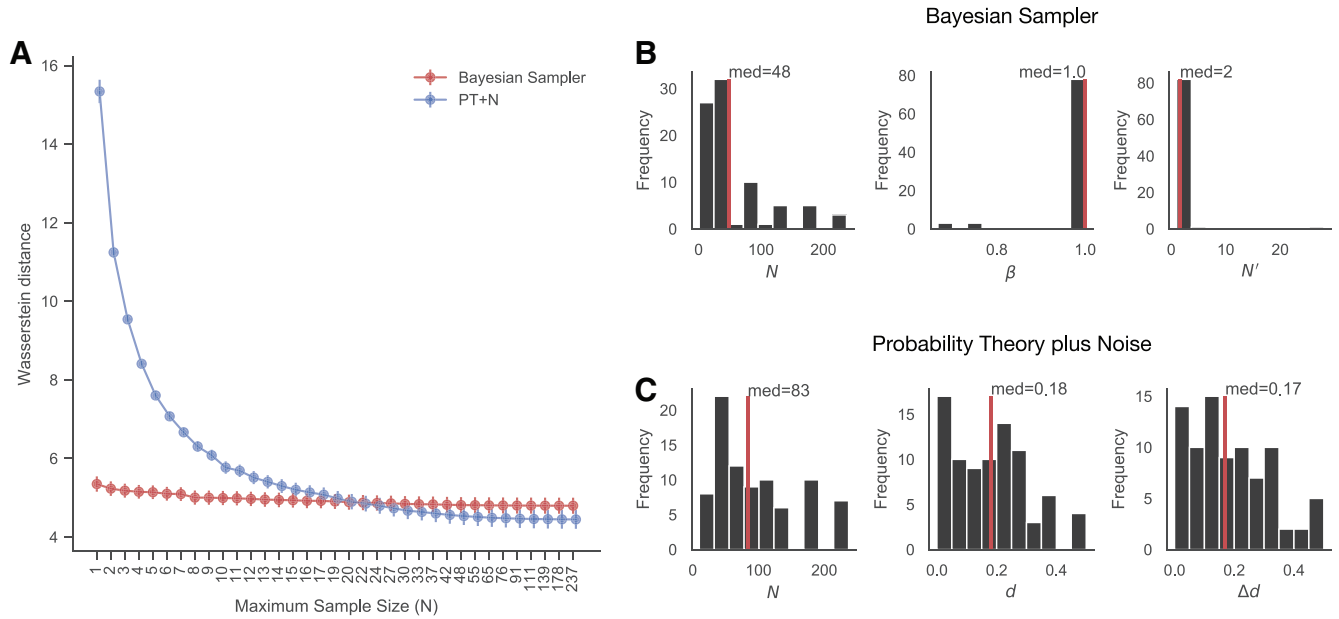 A
16
14
12
10
8
6
4
Wasserstein distance
Bayesian Sampler
PT+N
1 2 3 4 5 6 7 8 9 10 11 12 13 14 15 16 17 19 20 22 24 27 30 33 37 42 48 55 65 76 91 111 139 178 237
Maximum Sample Size (N)
Bayesian Sampler
B
med=48
30
20
10
0
Frequency
0 100 200
N
med=1.0
80
60
40
20
0
Frequency
0.8 1.0
β
med=2
80
60
40
20
0
Frequency
0 20
N′
Probability Theory plus Noise
C
med=83
20
15
10
5
0
Frequency
0 100 200
N
med=0.18
15
10
5
0
Frequency
0.0 0.2 0.4
d
med=0.17
15
10
5
0
Frequency
0.0 0.2 0.4
Δd